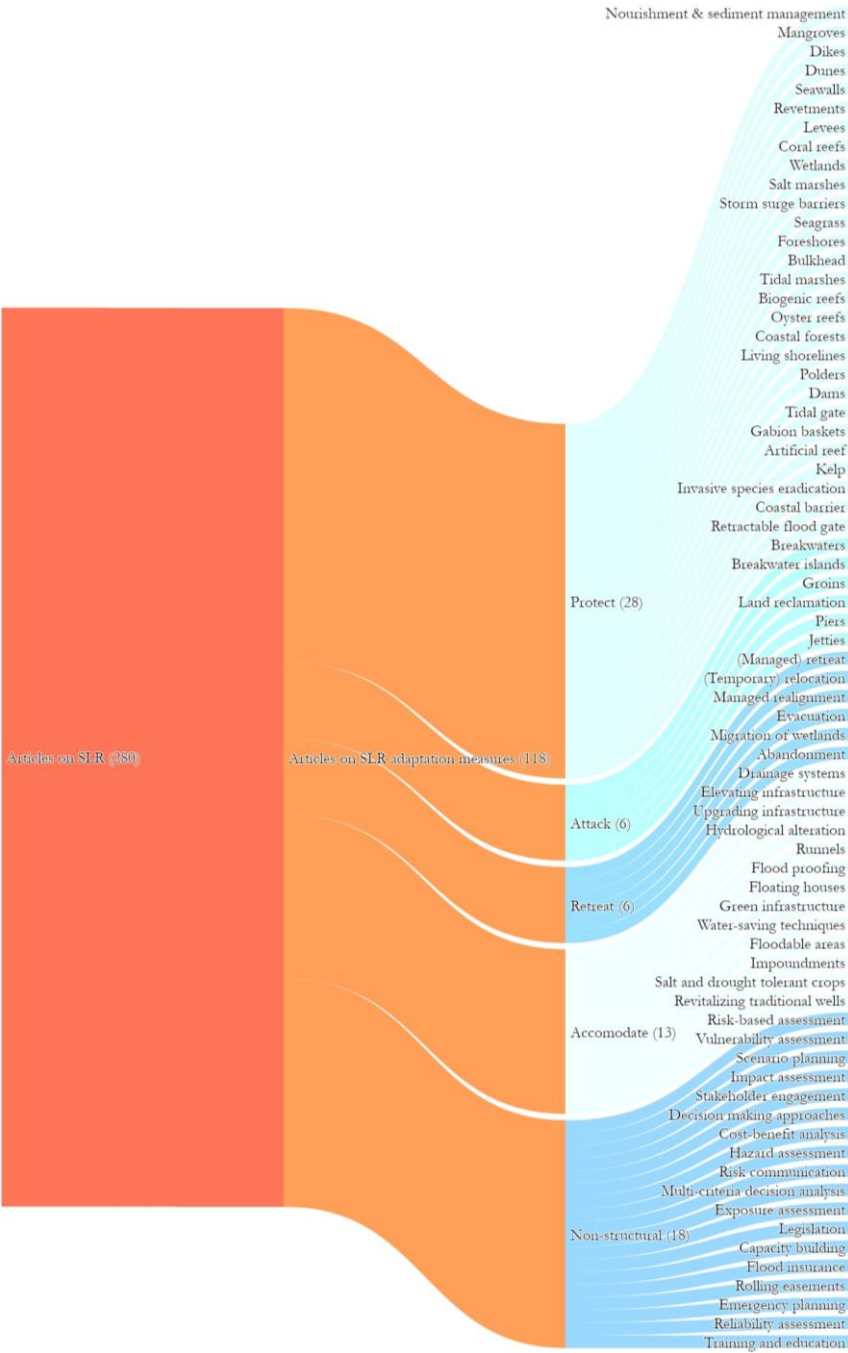 Articles on SLR (280)
Articles on SLR adaptation measures (118)
Protect (28)
Attack (6)
Retreat (6)
Accomodate (13)
Non-structural (18)
Nourishment & sediment management
Mangroves
Dikes
Dunes
Seawalls
Revetments
Levees
Coral reefs
Wetlands
Salt marshes
Storm surge barriers
Seagrass
Foreshores
Bulkhead
Tidal marshes
Biogenic reefs
Oyster reefs
Coastal forests
Living shorelines
Polders
Dams
Tidal gate
Gabion baskets
Artificial reef
Kelp
Invasive species eradication
Coastal barrier
Retractable flood gate
Breakwaters
Breakwater islands
Groins
Land reclamation
Piers
Jetties
(Managed) retreat
(Temporary) relocation
Managed realignment
Evacuation
Migration of wetlands
Abandonment
Drainage systems
Elevating infrastructure
Upgrading infrastructure
Hydrological alteration
Runnels
Flood proofing
Floating houses
Green infrastructure
Water-saving techniques
Floodable areas
Impoundments
Salt and drought tolerant crops
Revitalizing traditional wells
Risk-based assessment
Vulnerability assessment
Scenario planning
Impact assessment
Stakeholder engagement
Decision making approaches
Cost-benefit analysis
Hazard assessment
Risk communication
Multi-criteria decision analysis
Exposure assessment
Legislation
Capacity building
Flood insurance
Rolling easements
Emergency planning
Reliability assessment
Training and education